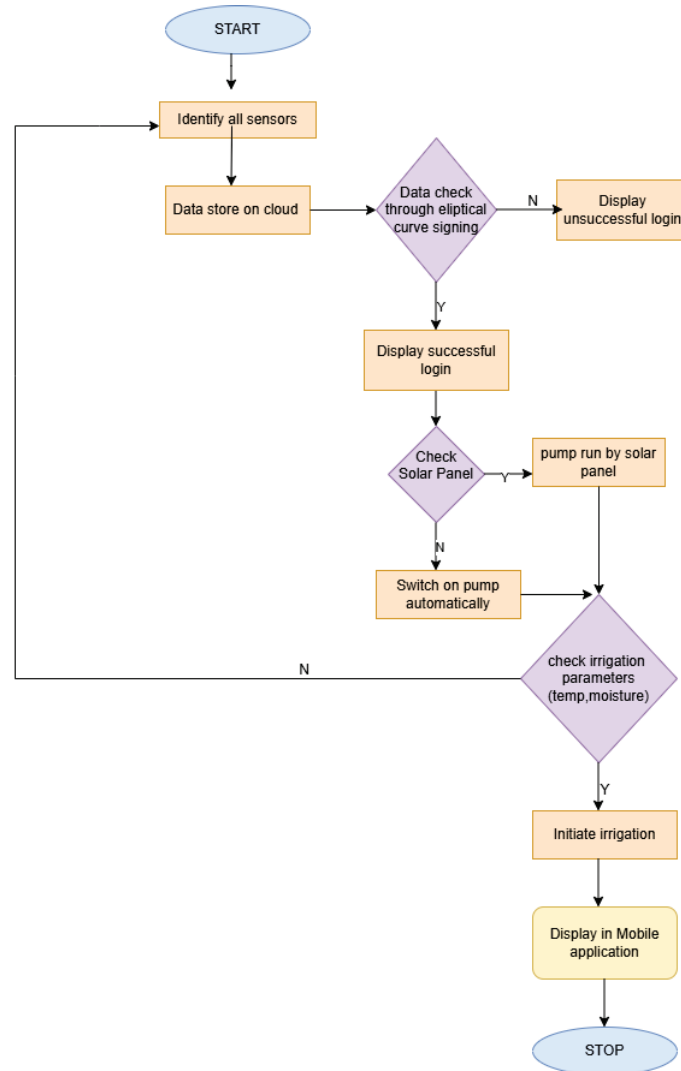 START
Identify all sensors
Data store on cloud
Data check
through eliptical
curve signing
N
Display
unsuccessful login
Y
Display successful
login
Check
Solar Panel
Y
pump run by solar
panel
N
Switch on pump
automatically
check irrigation
parameters
(temp,moisture)
N
Y
Initiate irrigation
Display in Mobile
application
STOP